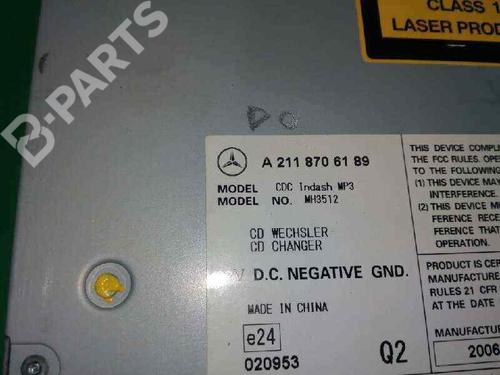 CLASS 1
LASER PROD
B-PARTS
A 211 870 61 89
MODEL CDC Indash MP3
MODEL NO. MH3512
CD WECHSLER
CD CHANGER
V D.C. NEGATIVE GND.
MADE IN CHINA
e24
020953
Q2
THIS DEVICE COMPL
THE FCC RULES. OPE
TO THE FOLLOWING
(1) THIS DEVICE MAY
INTERFERENCE.
(2) THIS DEVICE M
FERENCE RECE
FERENCE THAT
OPERATION.
PRODUCT IS CER
MANUFACTURE
RULES 21 CFR
AT THE DATE
MANUFACTUR
2006